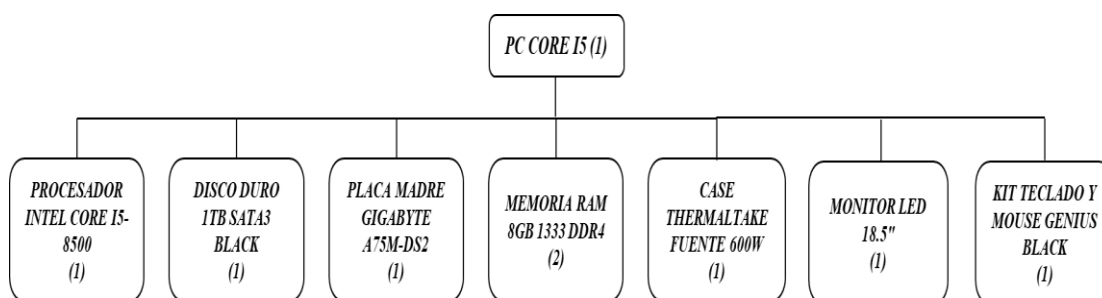 PC CORE I5 (1)
PROCESADOR
INTEL CORE I5-
8500
(1)
DISCO DURO
1TB SATA3
BLACK
(1)
PLACA MADRE
GIGABYTE
A75M-DS2
(1)
MEMORIA RAM
8GB 1333 DDR4
(2)
CASE
THERMALTAKE
FUENTE 600W
(1)
MONITOR LED
18.5"
(1)
KIT TECLADO Y
MOUSE GENIUS
BLACK
(1)